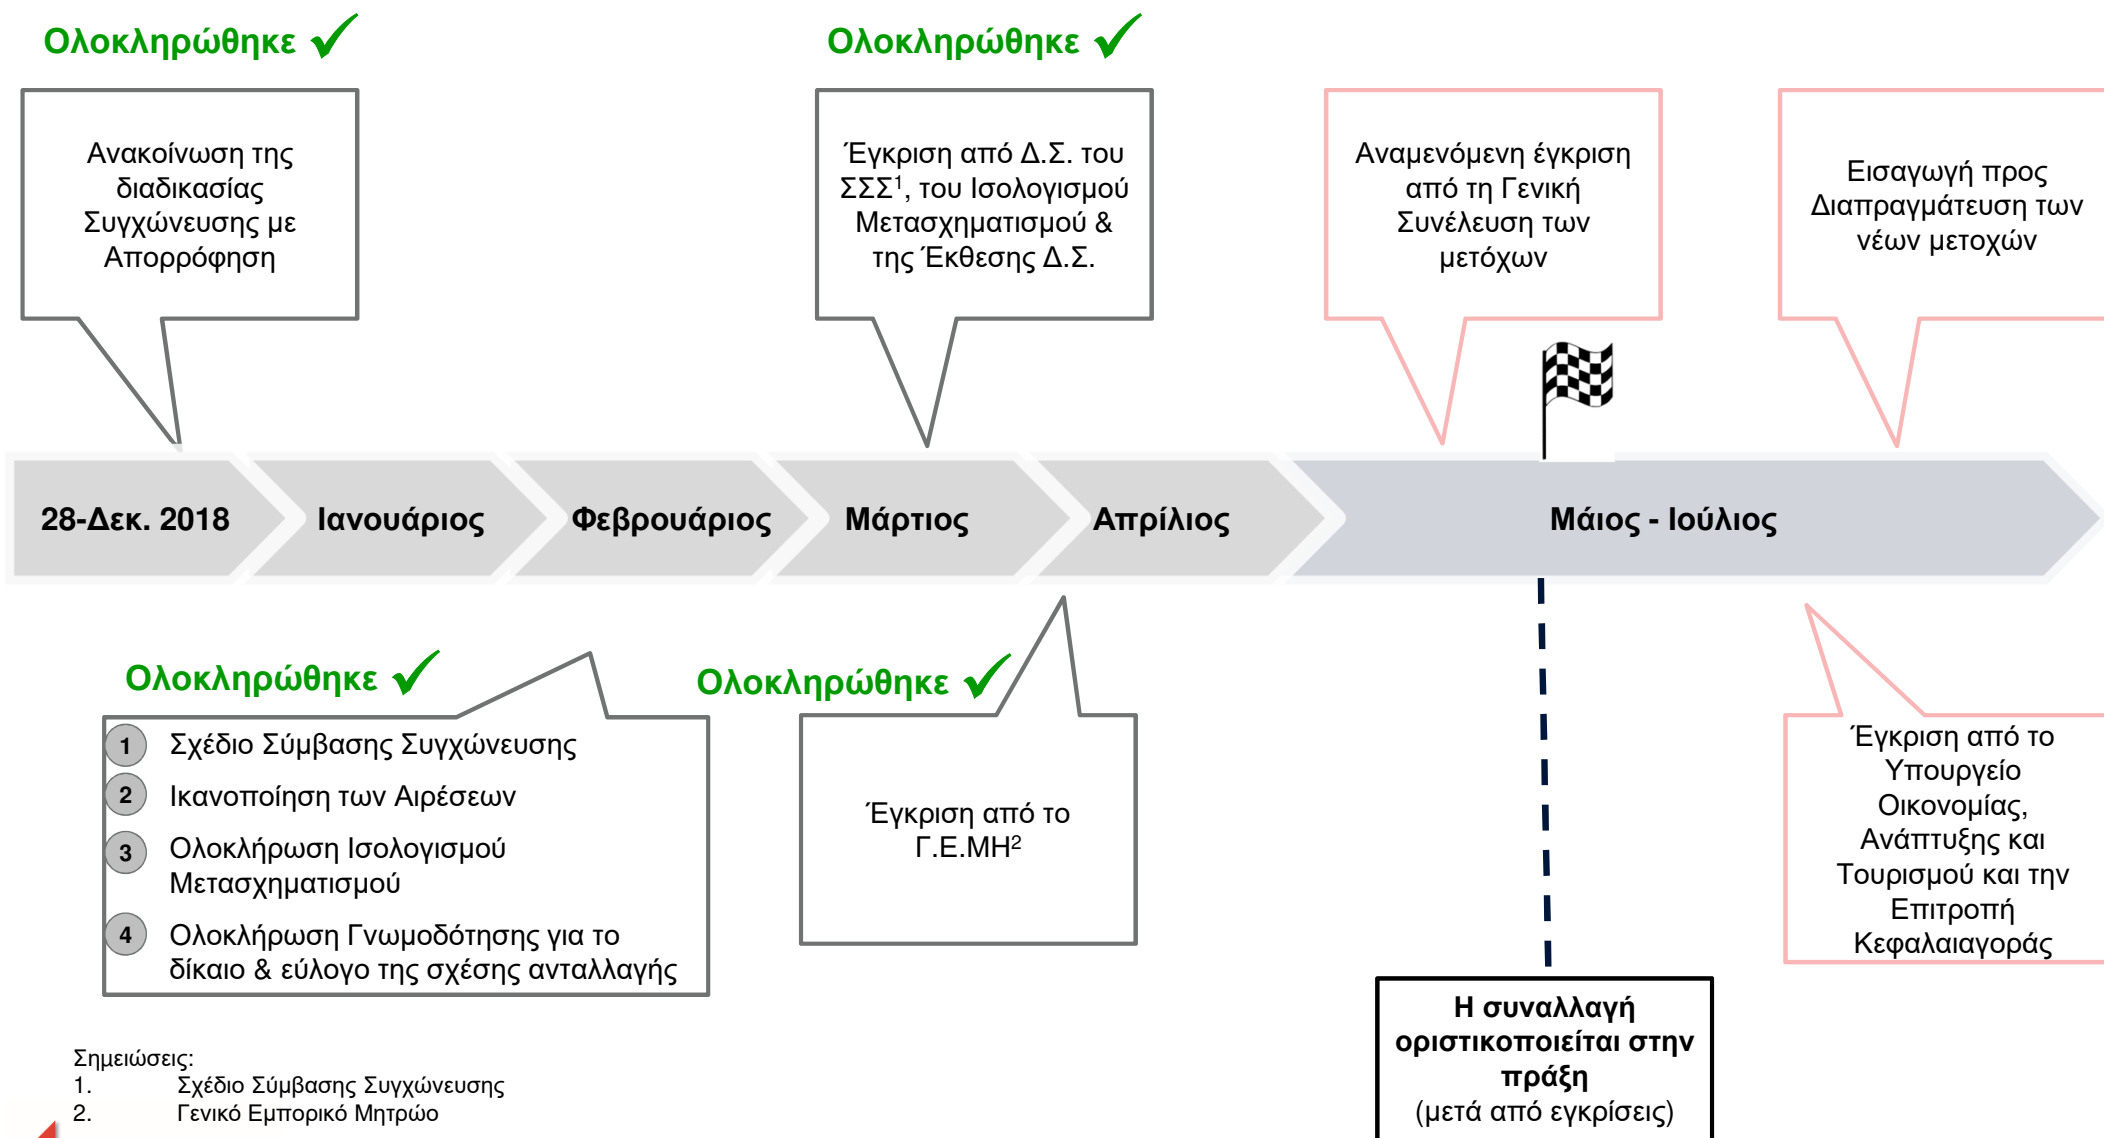 Ολοκληρώθηκε
Ολοκληρώθηκε
Ανακοίνωση της
διαδικασίας
Συγχώνευσης με
Απορρόφηση
Έγκριση από Δ.Σ. του
ΣΣΣ¹, του Ισολογισμού
Μετασχηματισμού &
της Έκθεσης Δ.Σ.
Αναμενόμενη έγκριση
από τη Γενική
Συνέλευση των
μετόχων
Εισαγωγή προς
Διαπραγμάτευση των
νέων μετοχών
28-Δεκ. 2018
Ιανουάριος
Φεβρουάριος
Μάρτιος
Απρίλιος
Μάιος - Ιούλιος
Ολοκληρώθηκε
1 Σχέδιο Σύμβασης Συγχώνευσης
2 Ικανοποίηση των Αιρέσεων
3 Ολοκλήρωση Ισολογισμού
Μετασχηματισμού
4 Ολοκλήρωση Γνωμοδότησης για το
δίκαιο & εύλογο της σχέσης ανταλλαγής
Ολοκληρώθηκε
Έγκριση από το
Γ.Ε.ΜΗ²
Έγκριση από το
Υπουργείο
Οικονομίας,
Ανάπτυξης και
Τουρισμού και την
Επιτροπή
Κεφαλαιαγοράς
Η συναλλαγή
οριστικοποιείται στην
πράξη
(μετά από εγκρίσεις)
Σημειώσεις:
1. Σχέδιο Σύμβασης Συγχώνευσης
2. Γενικό Εμπορικό Μητρώο